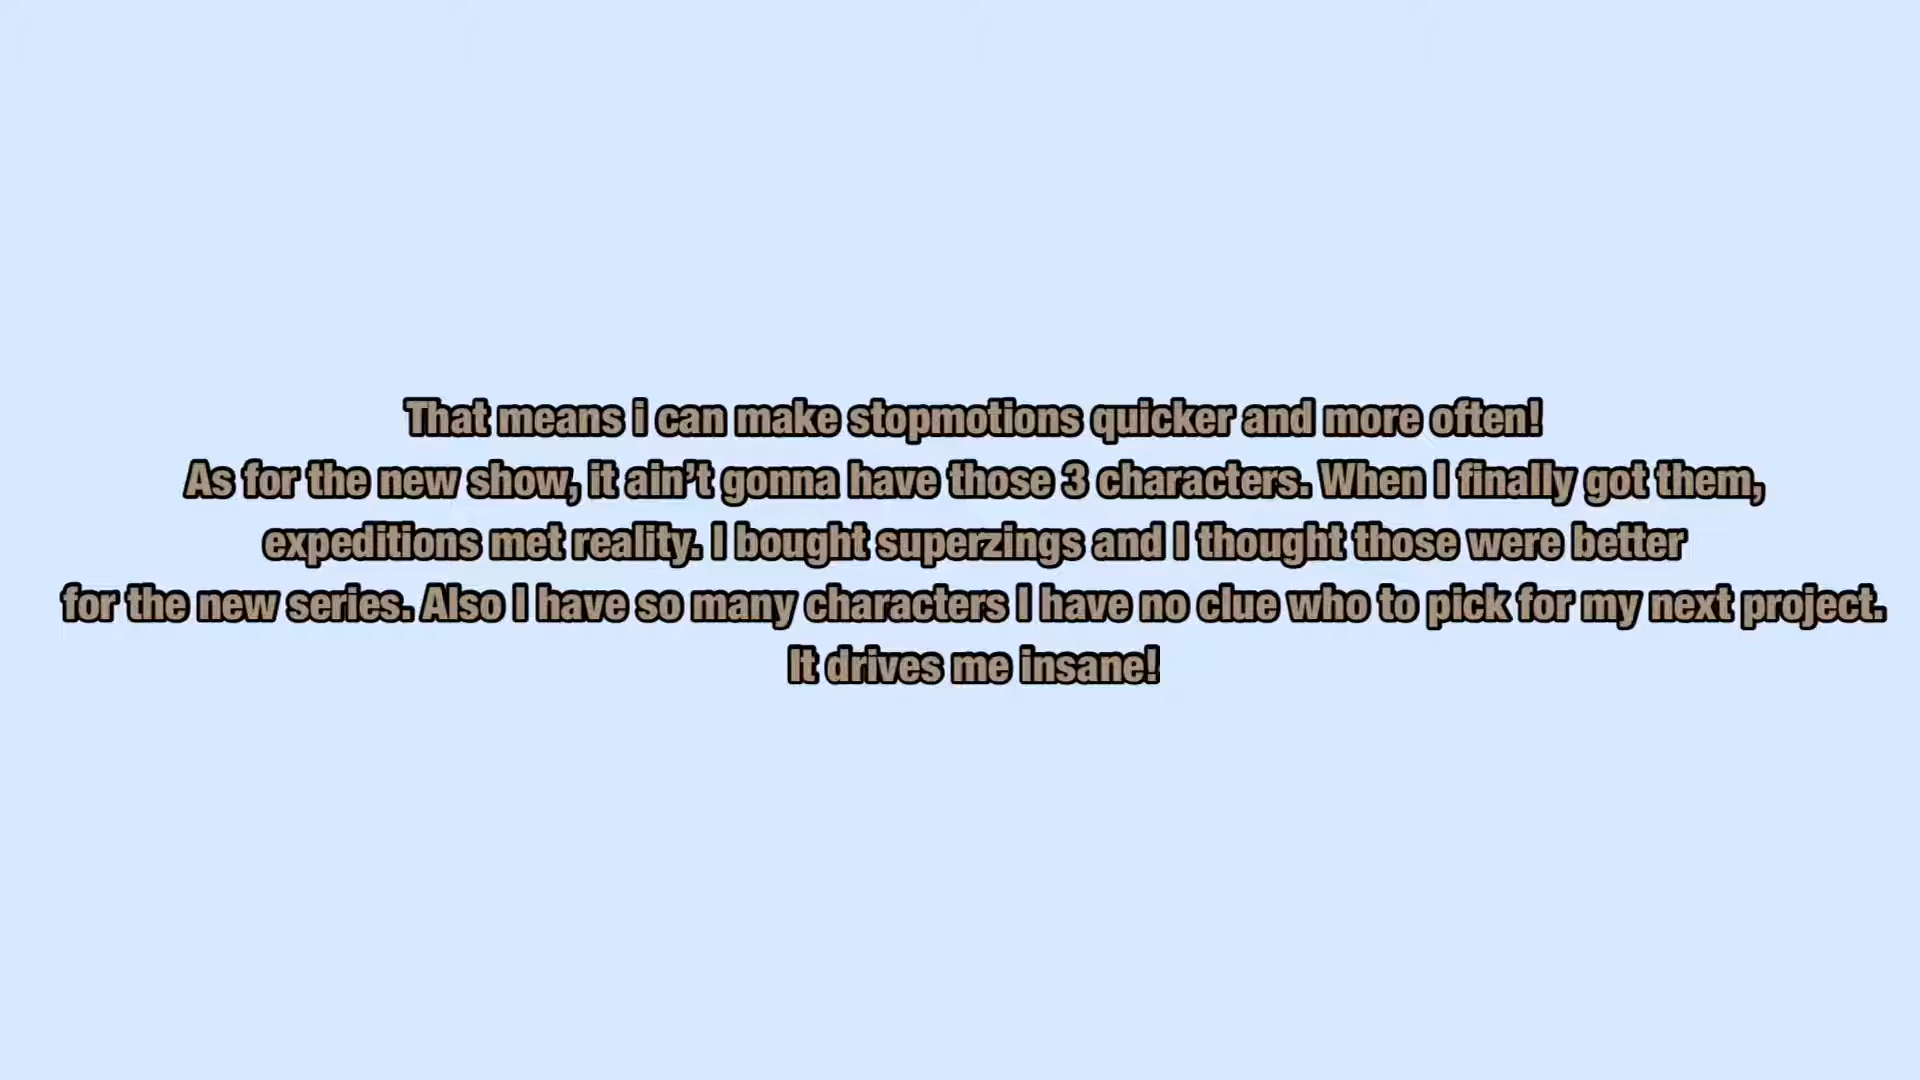 That means i can make stopmotions quicker and more often!
As for the new show, it ain’t gonna have those 3 characters. When I finally got them,
expeditions met reality. I bought superzings and I thought those were better
for the new series. Also I have so many characters I have no clue who to pick for my next project.
It drives me insane!